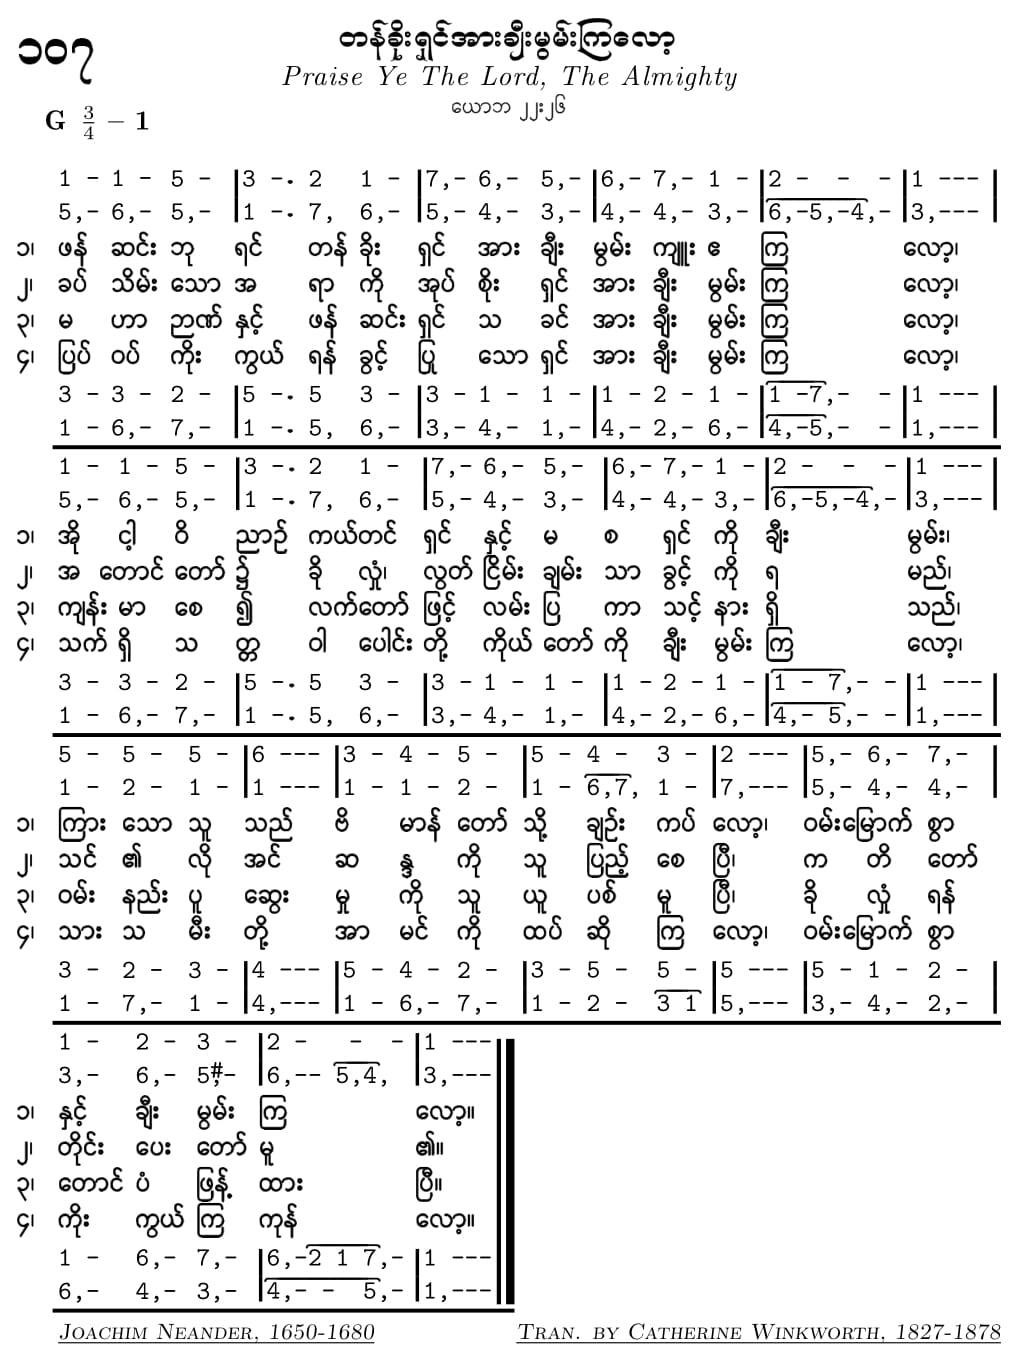 ၁၀၇
တန်ခိုးရှင်အားချီးမွမ်းကြလော့
Praise Ye The Lord, The Almighty
ယောဘ ၂၂း၂၆
G 3/4 – 1
1 – 1 – 5 – |3 –. 2 1 – |7,– 6,– 5,– |6,– 7,– 1 – |2 – – – |1 ––– |
5,– 6,– 5,– |1 –. 7, 6,– |5,– 4,– 3,– |4,– 4,– 3,– |6,–5,–4,– |3,––– |
၁၊ ဖန် ဆင်း ဘု ရင် တန် ခိုး ရှင် အား ချီး မွမ်း ကျူး ဧ ကြ လော့၊
၂၊ ခပ် သိမ်း သော အ ရာ ကို အုပ် စိုး ရှင် အား ချီး မွမ်း ကြ လော့၊
၃၊ မ ဟာ ဉာဏ် နှင့် ဖန် ဆင်း ရှင် သ ခင် အား ချီး မွမ်း ကြ လော့၊
၄၊ ပြပ် ဝပ် ကိုး ကွယ် ရန် ခွင့် ပြု သော ရှင် အား ချီး မွမ်း ကြ လော့၊
3 – 3 – 2 – |5 –. 5 3 – |3 – 1 – 1 – |1 – 2 – 1 – |1 –7,– – |1 ––– |
1 – 6,– 7,– |1 –. 5, 6,– |3,– 4,– 1,– |4,– 2,– 6,– |4,–5,– – |1,––– |
1 – 1 – 5 – |3 –. 2 1 – |7,– 6,– 5,– |6,– 7,– 1 – |2 – – – |1 ––– |
5,– 6,– 5,– |1 –. 7, 6,– |5,– 4,– 3,– |4,– 4,– 3,– |6,–5,–4,– |3,––– |
၁၊ အို ငါ့ ဝိ ညာဉ် ကယ်တင် ရှင် နှင့် မ စ ရှင် ကို ချီး မွမ်း၊
၂၊ အ တောင် တော် ၌ ခို လှုံ၊ လွတ် ငြိမ်း ချမ်း သာ ခွင့် ကို ရ မည်၊
၃၊ ကျန်း မာ စေ ၍ လက်တော် ဖြင့် လမ်း ပြ ကာ သင့် နား ရှိ သည်၊
၄၊ သက် ရှိ သ တ္တ ဝါ ပေါင်း တို့ ကိုယ် တော် ကို ချီး မွမ်း ကြ လော့၊
3 – 3 – 2 – |5 –. 5 3 – |3 – 1 – 1 – |1 – 2 – 1 – |1 – 7,– – |1 ––– |
1 – 6,– 7,– |1 –. 5, 6,– |3,– 4,– 1,– |4,– 2,– 6,– |4,– 5,– – |1,––– |
5 – 5 – 5 – |6 ––– |3 – 4 – 5 – |5 – 4 – 3 – |2 ––– |5,– 6,– 7,– |
1 – 2 – 1 – |1 ––– |1 – 1 – 2 – |1 – 6,7, 1 – |7,––– |5,– 4,– 4,– |
၁၊ ကြား သော သူ သည် ဗိ မာန် တော် သို့ ချဉ်း ကပ် လော့၊ ဝမ်းမြောက် စွာ
၂၊ သင် ၏ လို အင် ဆ န္ဒ ကို သူ ပြည့် စေ ပြီ၊ က တိ တော်
၃၊ ဝမ်း နည်း ပူ ဆွေး မှု ကို သူ ယူ ပစ် မူ ပြီ၊ ခို လှုံ ရန်
၄၊ သား သ မီး တို့ အာ မင် ကို ထပ် ဆို ကြ လော့၊ ဝမ်းမြောက် စွာ
3 – 2 – 3 – |4 ––– |5 – 4 – 2 – |3 – 5 – 5 – |5 ––– |5 – 1 – 2 – |
1 – 7,– 1 – |4,––– |1 – 6,– 7,– |1 – 2 – 3 1 |5,––– |3,– 4,– 2,– |
1 – 2 – 3 – |2 – – – |1 –––
3,– 6,– 5#,– |6,–– 5,4, |3,–––
၁၊ နှင့် ချီး မွမ်း ကြ လော့။
၂၊ တိုင်း ပေး တော် မူ ၏။
၃၊ တောင် ပံ ဖြန့် ထား ပြီ။
၄၊ ကိုး ကွယ် ကြ ကုန် လော့။
1 – 6,– 7,– |6,–2 1 7,– |1 –––
6,– 4,– 3,– |4,– – 5,– |1,–––
Joachim Neander, 1650-1680 Tran. by Catherine Winkworth, 1827-1878